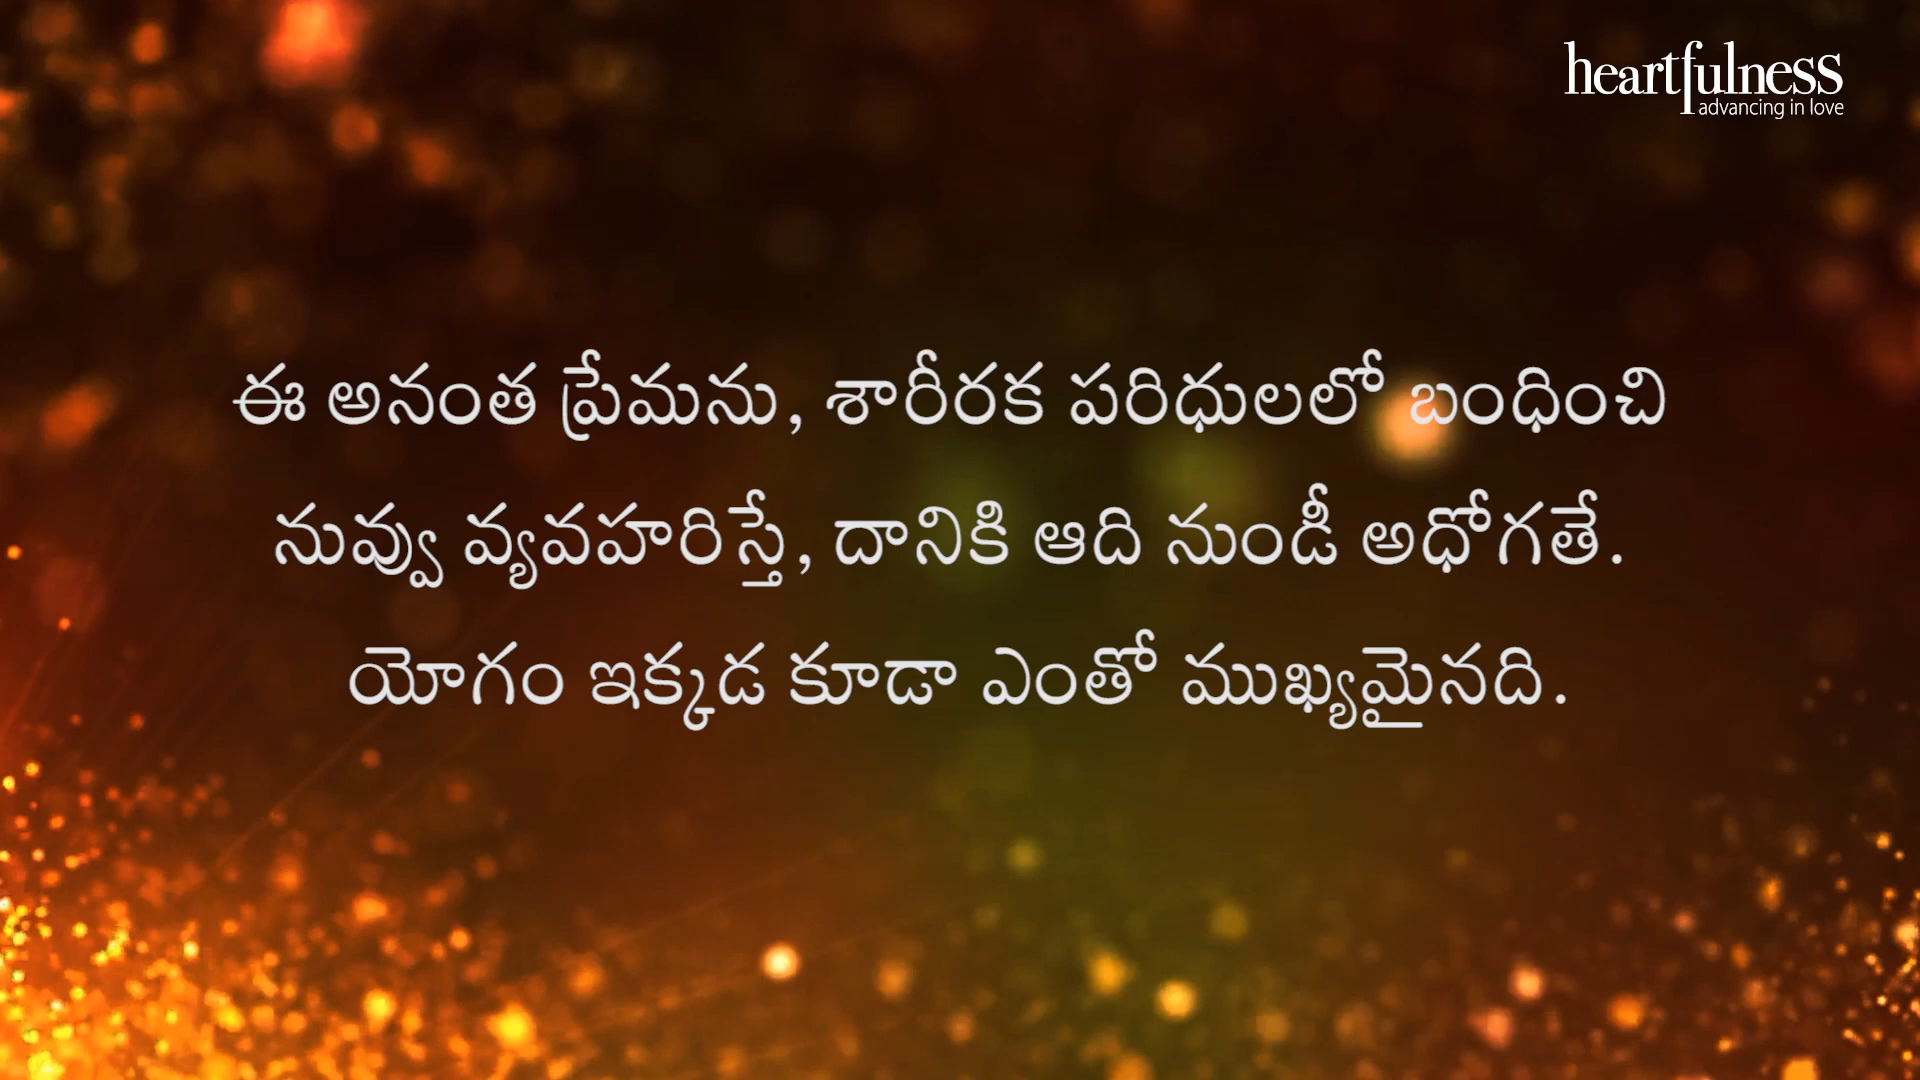 heartfulness
advancing in love
ఈ అనంత ప్రేమను, శారీరక పరిధులలో బంధించి
నువ్వు వ్యవహరిస్తే, దానికి ఆది నుండీ అధోగతే.
యోగం ఇక్కడ కూడా ఎంతో ముఖ్యమైనది.